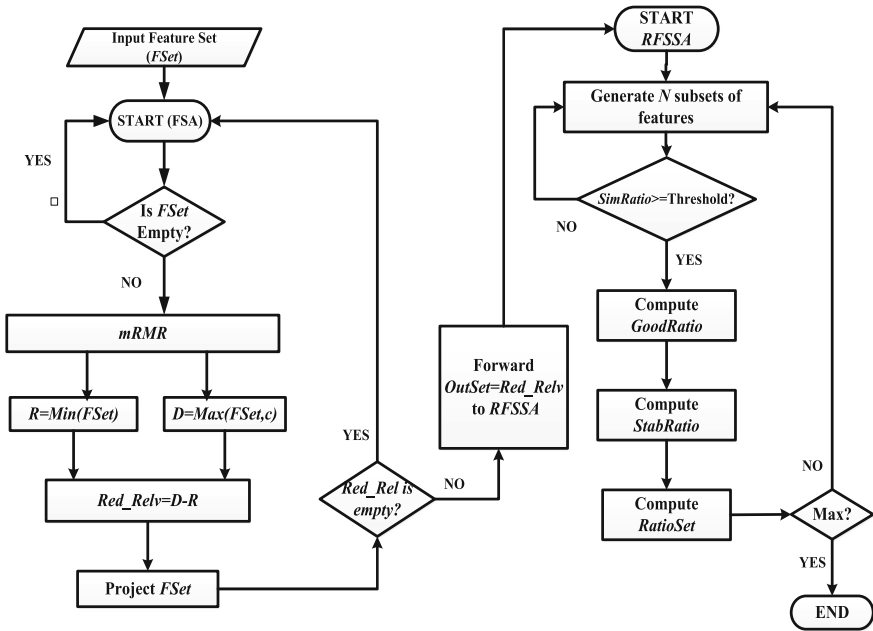 Input Feature Set
(FSet)
START (FSA)
YES
Is FSet
Empty?
NO
mRMR
R=Min(FSet)
D=Max(FSet,c)
Red_Relv=D-R
Project FSet
YES
Red_Rel is
empty?
NO
Forward
OutSet=Red_Relv
to RFSSA
START
RFSSA
Generate N subsets of
features
SimRatio>=Threshold?
NO
YES
Compute
GoodRatio
Compute
StabRatio
Compute
RatioSet
NO
Max?
YES
END